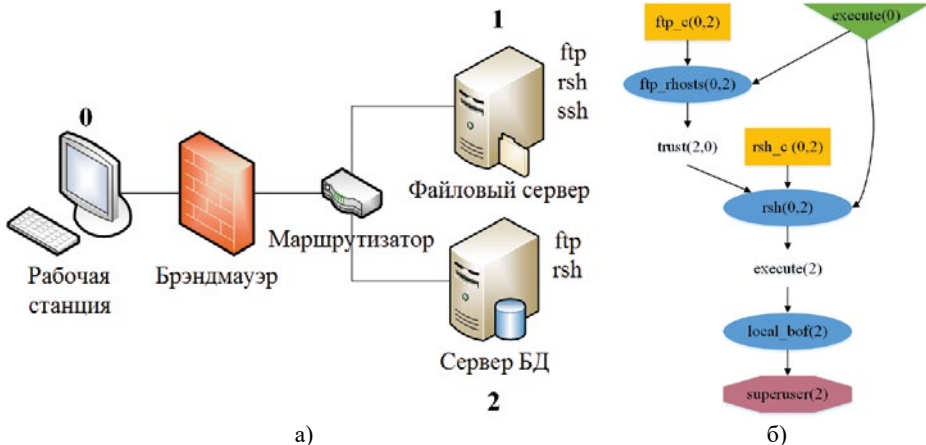 0
Рабочая
станция
Брэндмауэр
Маршрутизатор
1
ftp
rsh
ssh
Файловый сервер
ftp
rsh
Сервер БД
2
а)
ftp_c(0,2)
execute(0)
ftp_rhosts(0,2)
trust(2,0)
rsh_c (0,2)
rsh(0,2)
execute(2)
local_bof(2)
superuser(2)
б)